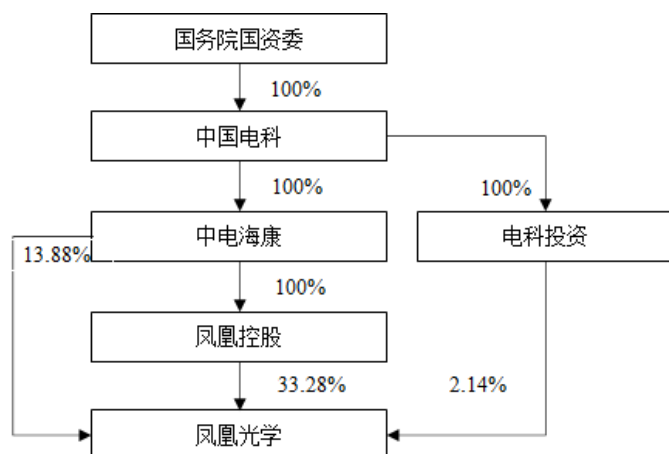 国务院国资委
100%
中国电科
100%
100%
中电海康
电科投资
13.88%
100%
凤凰控股
33.28%
2.14%
凤凰光学